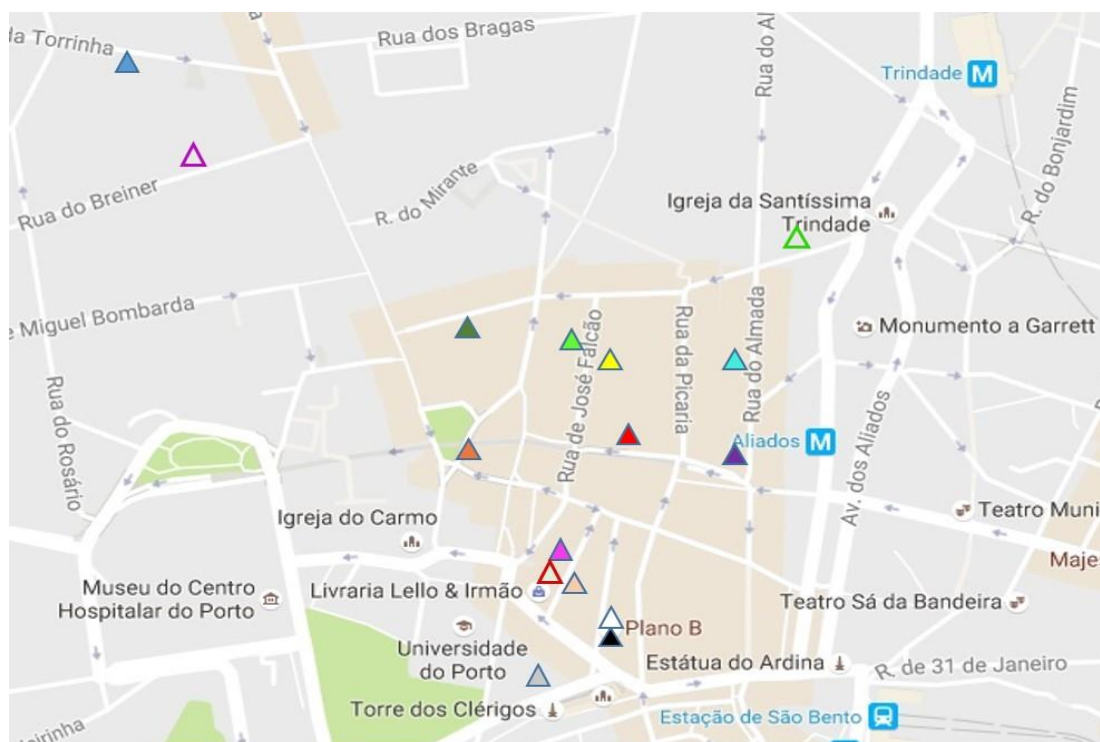 da Torrinha
Rua dos Bragas
Rua do Al
Trindade M
R. do Bonjardim
Rua do Breiner
R. do Mirante
Igreja da Santíssima
Trindade
e Miguel Bombarda
Monumento a Garrett
Rua de José Falcão
Rua da Picaria
Rua do Almada
Rua do Rosário
Aliados M
Av. dos Aliados
Igreja do Carmo
Teatro Muni
Majes
Museu do Centro
Hospitalar do Porto
Livraria Lello & Irmão
Teatro Sá da Bandeira
Plano B
Universidade
do Porto
Estátua do Ardina
R. de 31 de Janeiro
Torre dos Clérigos
Estação de São Bento